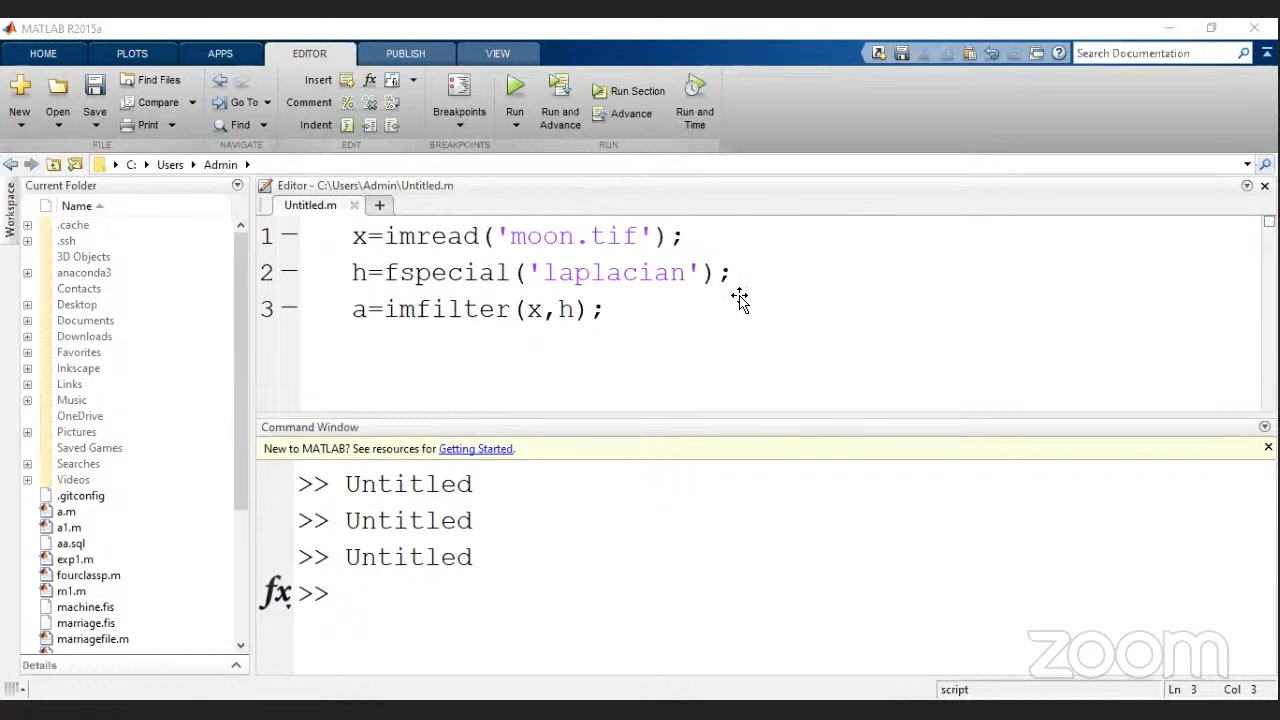 MATLAB R2015a
HOME PLOTS APPS EDITOR PUBLISH VIEW Search Documentation
New Open Save Find Files Compare Print
Insert Comment Indent
Go To Find
Breakpoints Run Run and Advance Run Section Advance Run and Time
FILE NAVIGATE EDIT BREAKPOINTS RUN
C: Users Admin
Workspace
Current Folder
Name
.cache
.ssh
3D Objects
anaconda3
Contacts
Desktop
Documents
Downloads
Favorites
Inkscape
Links
Music
OneDrive
Pictures
Saved Games
Searches
Videos
.gitconfig
a.m
a1.m
aa.sql
exp1.m
fourclassp.m
m1.m
machine.fis
marriage.fis
marriagefile.m
Details
Editor - C:\Users\Admin\Untitled.m
Untitled.m
1 x=imread('moon.tif');
2 h=fspecial('laplacian');
3 a=imfilter(x,h);
Command Window
New to MATLAB? See resources for Getting Started.
>> Untitled
>> Untitled
>> Untitled
fx >>
zoom
script Ln 3 Col 3